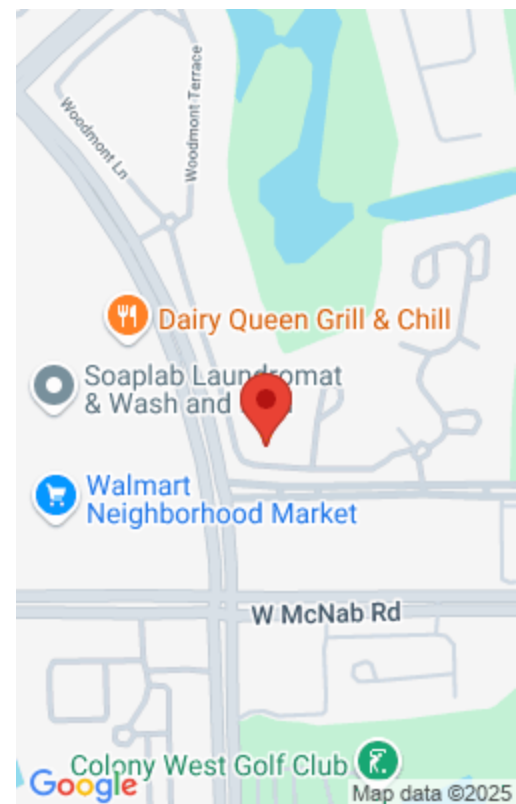 Woodmont Ln
Woodmont Terrace
Dairy Queen Grill & Chill
Soaplab Laundromat
& Wash and
Walmart
Neighborhood Market
W McNab Rd
Colony West Golf Club
Google
Map data ©2025